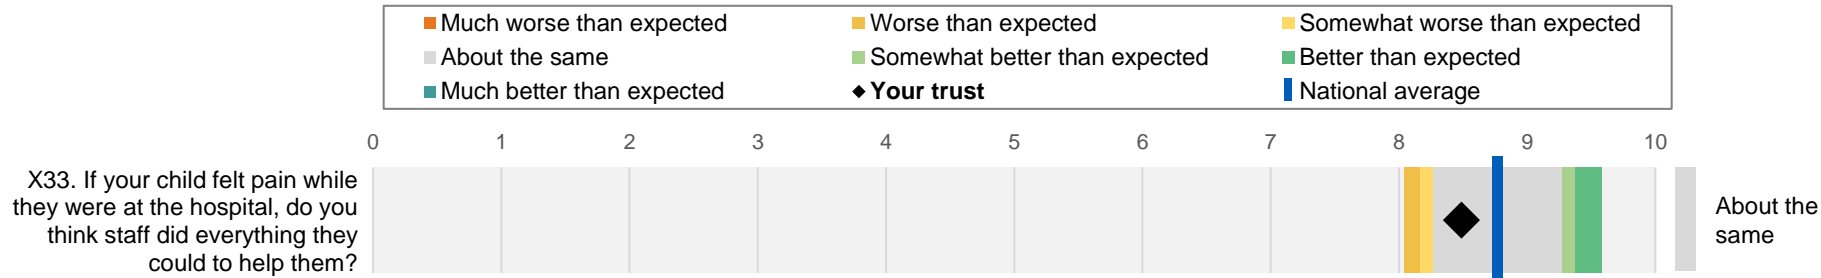 Much worse than expected
Worse than expected
Somewhat worse than expected
About the same
Somewhat better than expected
Better than expected
Much better than expected
Your trust
National average
0 1 2 3 4 5 6 7 8 9 10
X33. If your child felt pain while
they were at the hospital, do you
think staff did everything they
could to help them?
About the
same